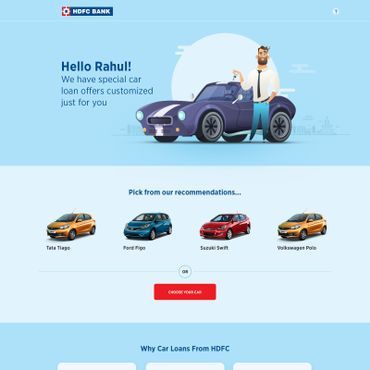 HDFC BANK
Hello Rahul!
We have special car
loan offers customized
just for you
Pick from our recommendations...
Tata Tiago
Ford Figo
Suzuki Swift
Volkswagen Polo
OR
CHOOSE YOUR CAR
Why Car Loans From HDFC